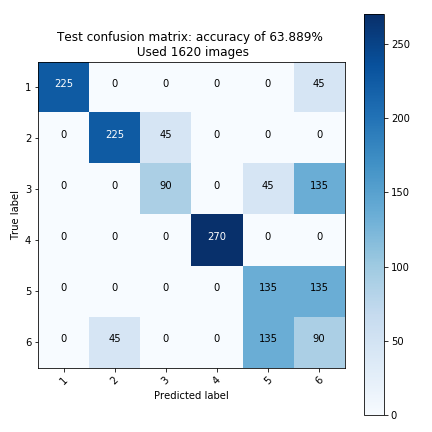 Test confusion matrix: accuracy of 63.889%
Used 1620 images
True label
1 225 0 0 0 0 45
2 0 225 45 0 0 0
3 0 0 90 0 45 135
4 0 0 0 270 0 0
5 0 0 0 0 135 135
6 0 45 0 0 135 90
1 2 3 4 5 6
Predicted label
250
200
150
100
50
0